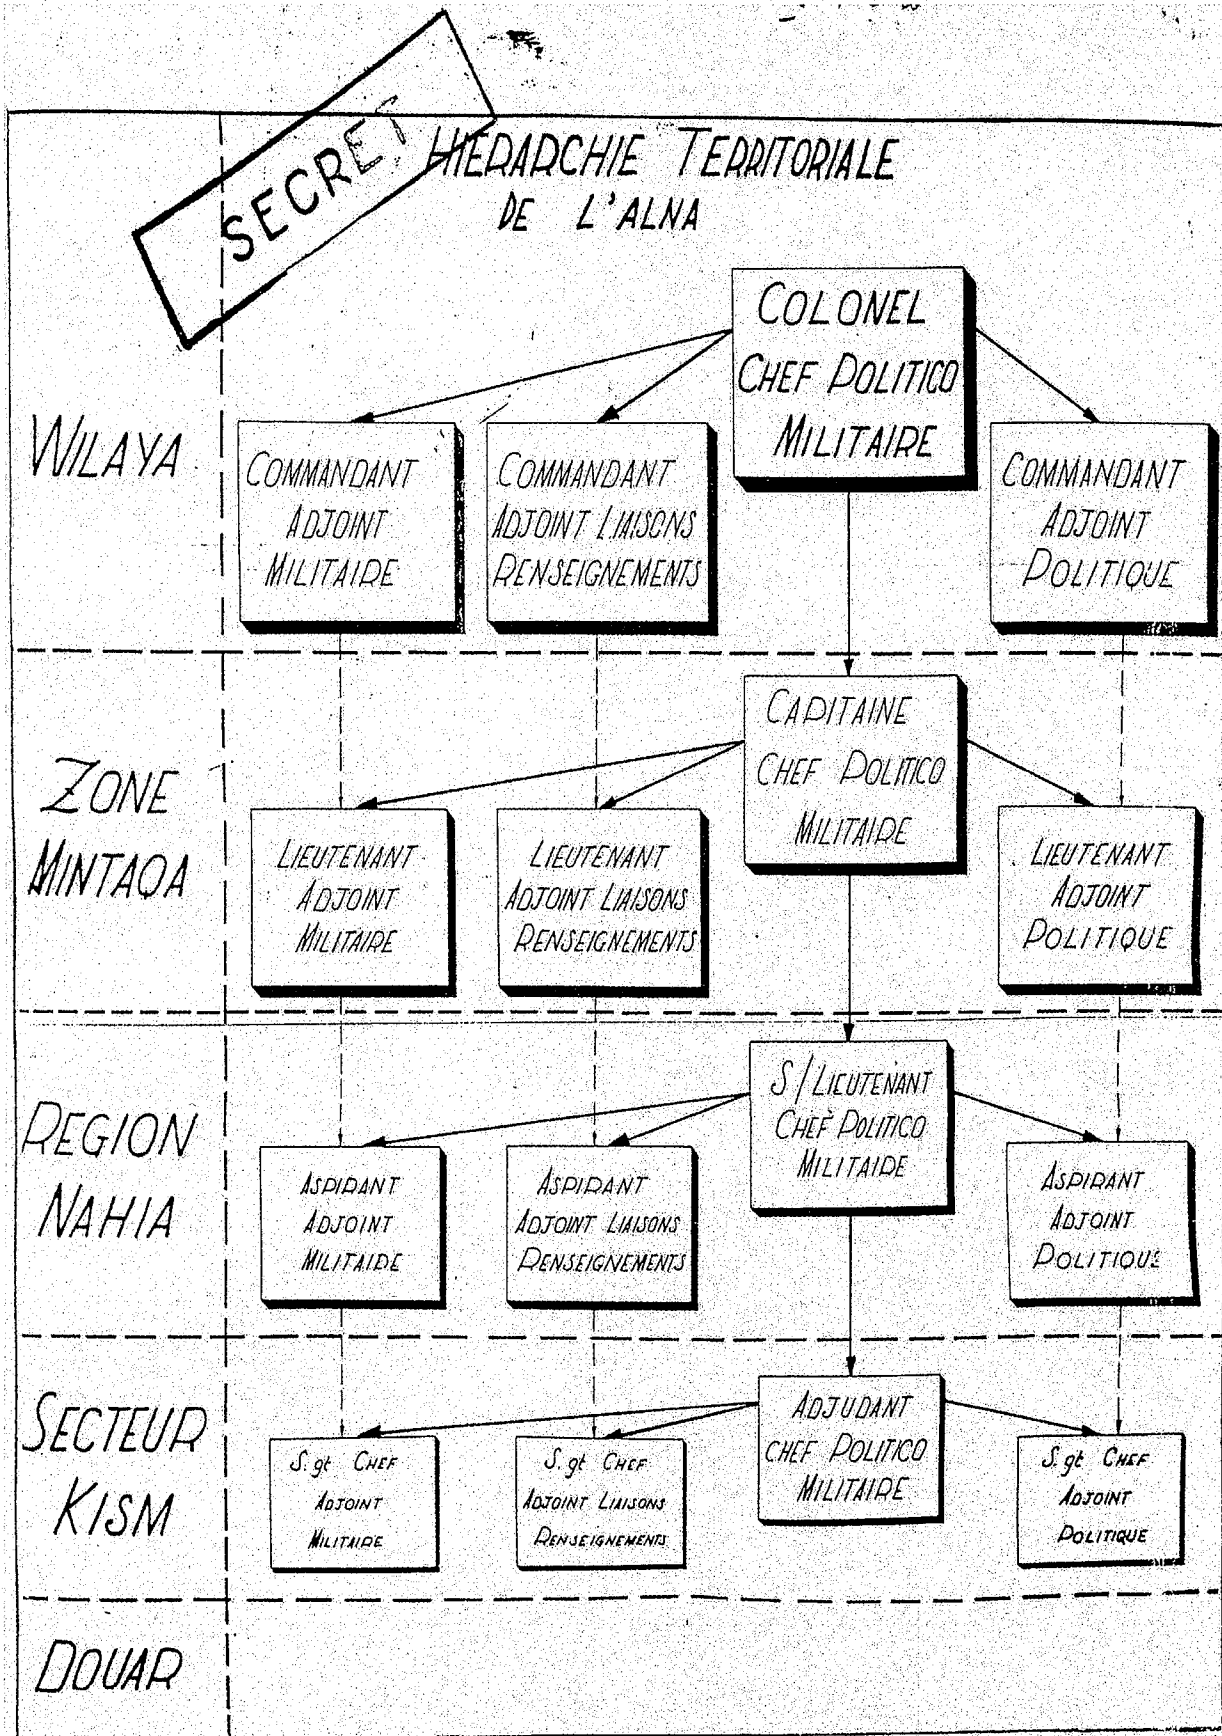 SECRET
HIERARCHIE TERRITORIALE
DE L'ALNA
WILAYA
COLONEL
CHEF POLITICO
MILITAIRE
COMMANDANT
ADJOINT
MILITAIRE
COMMANDANT
ADJOINT LIAISONS
RENSEIGNEMENTS
COMMANDANT
ADJOINT
POLITIQUE
ZONE
MINTAQA
CAPITAINE
CHEF POLITICO
MILITAIRE
LIEUTENANT
ADJOINT
MILITAIRE
LIEUTENANT
ADJOINT LIAISONS
RENSEIGNEMENTS
LIEUTENANT
ADJOINT
POLITIQUE
REGION
NAHIA
S/LIEUTENANT
CHEF POLITICO
MILITAIRE
ASPIRANT
ADJOINT
MILITAIRE
ASPIRANT
ADJOINT LIAISONS
RENSEIGNEMENTS
ASPIRANT
ADJOINT
POLITIQUE
SECTEUR
KISM
ADJUDANT
CHEF POLITICO
MILITAIRE
S.gt CHEF
ADJOINT
MILITAIRE
S.gt CHEF
ADJOINT LIAISONS
RENSEIGNEMENTS
S.gt CHEF
ADJOINT
POLITIQUE
DOUAR